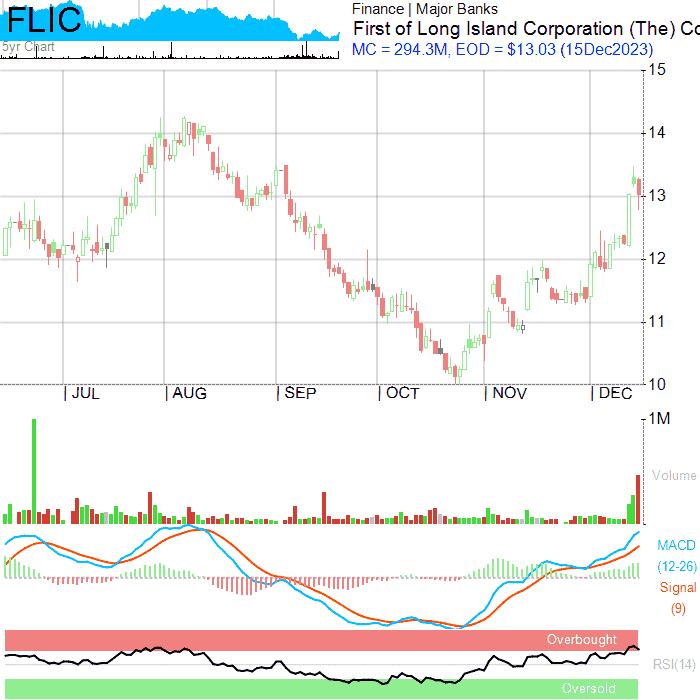 FLIC
5yr Chart
Finance | Major Banks
First of Long Island Corporation (The) Co
MC = 294.3M, EOD = $13.03 (15Dec2023)
15
14
13
12
11
10
JUL AUG SEP OCT NOV DEC
1M
Volume
MACD
(12-26)
Signal
(9)
Overbought
RSI(14)
Oversold